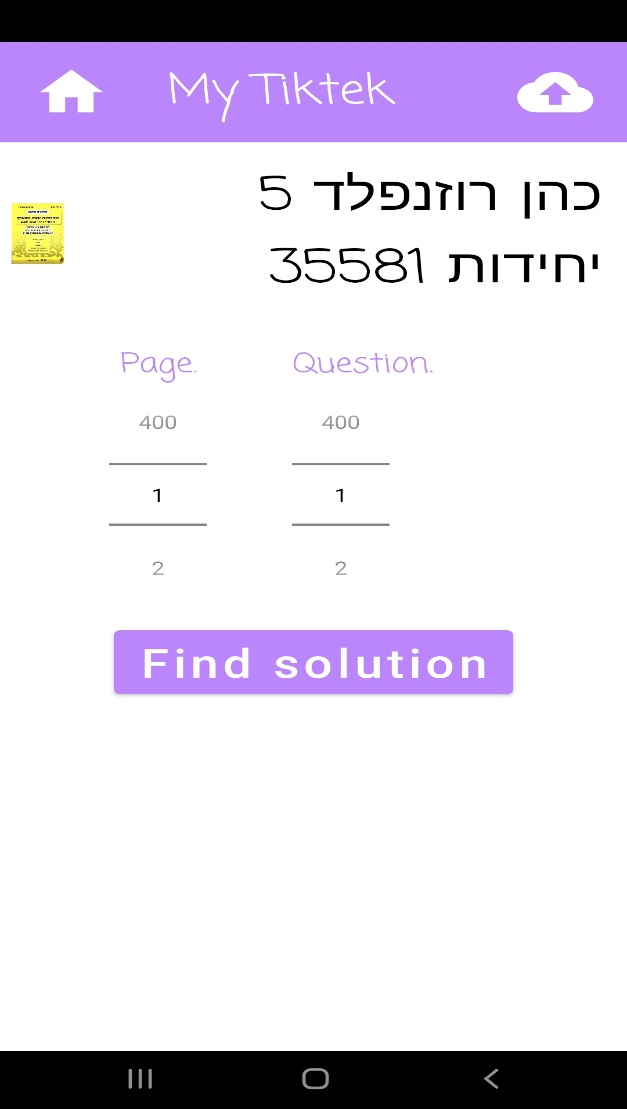 My Tiktek
כהן רוזנפלד 5
יחידות 35581
Page. Question.
400 400
1 1
2 2
Find solution